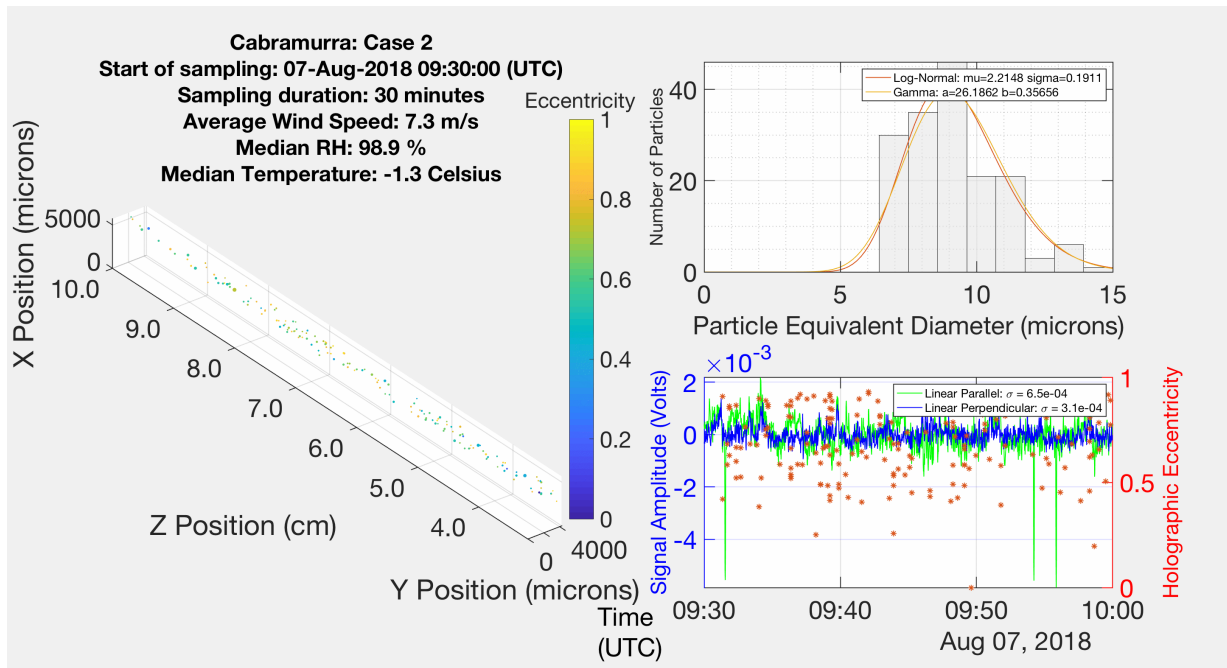 Cabramurra: Case 2
Start of sampling: 07-Aug-2018 09:30:00 (UTC)
Sampling duration: 30 minutes
Average Wind Speed: 7.3 m/s
Median RH: 98.9 %
Median Temperature: -1.3 Celsius
Eccentricity
1
0.8
0.6
0.4
0.2
0
X Position (microns)
5000
0
10.0
9.0
8.0
7.0
6.0
5.0
4.0
Z Position (cm)
0
4000
Y Position (microns)
Number of Particles
40
20
0
Log-Normal: mu=2.2148 sigma=0.1911
Gamma: a=26.1862 b=0.35656
0 5 10 15
Particle Equivalent Diameter (microns)
×10⁻³
Signal Amplitude (Volts)
2
0
-2
-4
Linear Parallel: σ = 6.5e-04
Linear Perpendicular: σ = 3.1e-04
1
0.5
0
Holographic Eccentricity
09:30 09:40 09:50 10:00
Aug 07, 2018
Time
(UTC)